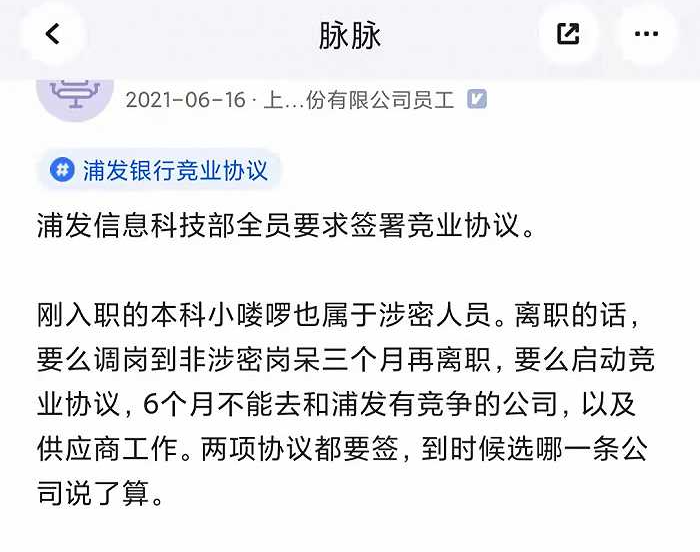 脉脉
2021-06-16 · 上...份有限公司员工
# 浦发银行竞业协议
浦发信息科技部全员要求签署竞业协议。
刚入职的本科小喽啰也属于涉密人员。离职的话，
要么调岗到非涉密岗呆三个月再离职，要么启动竞
业协议，6个月不能去和浦发有竞争的公司，以及
供应商工作。两项协议都要签，到时候选哪一条公
司说了算。